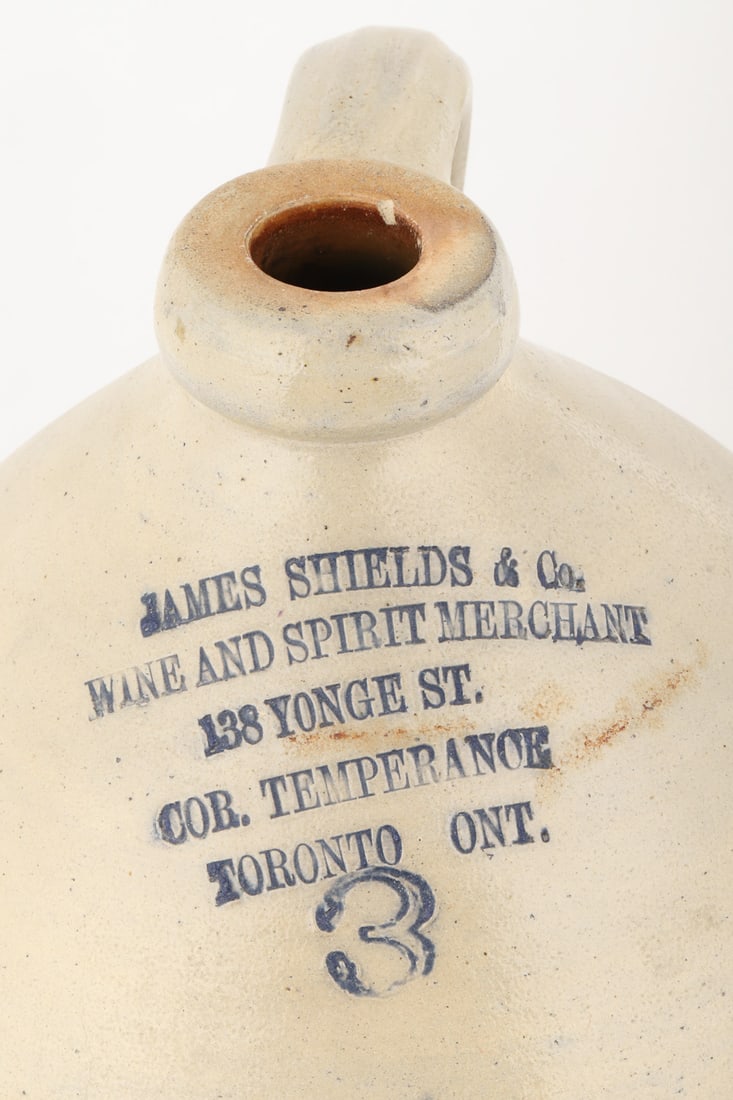 JAMES SHIELDS & Co.
WINE AND SPIRIT MERCHANT
138 YONGE ST.
COR. TEMPERANCE
TORONTO ONT.
3